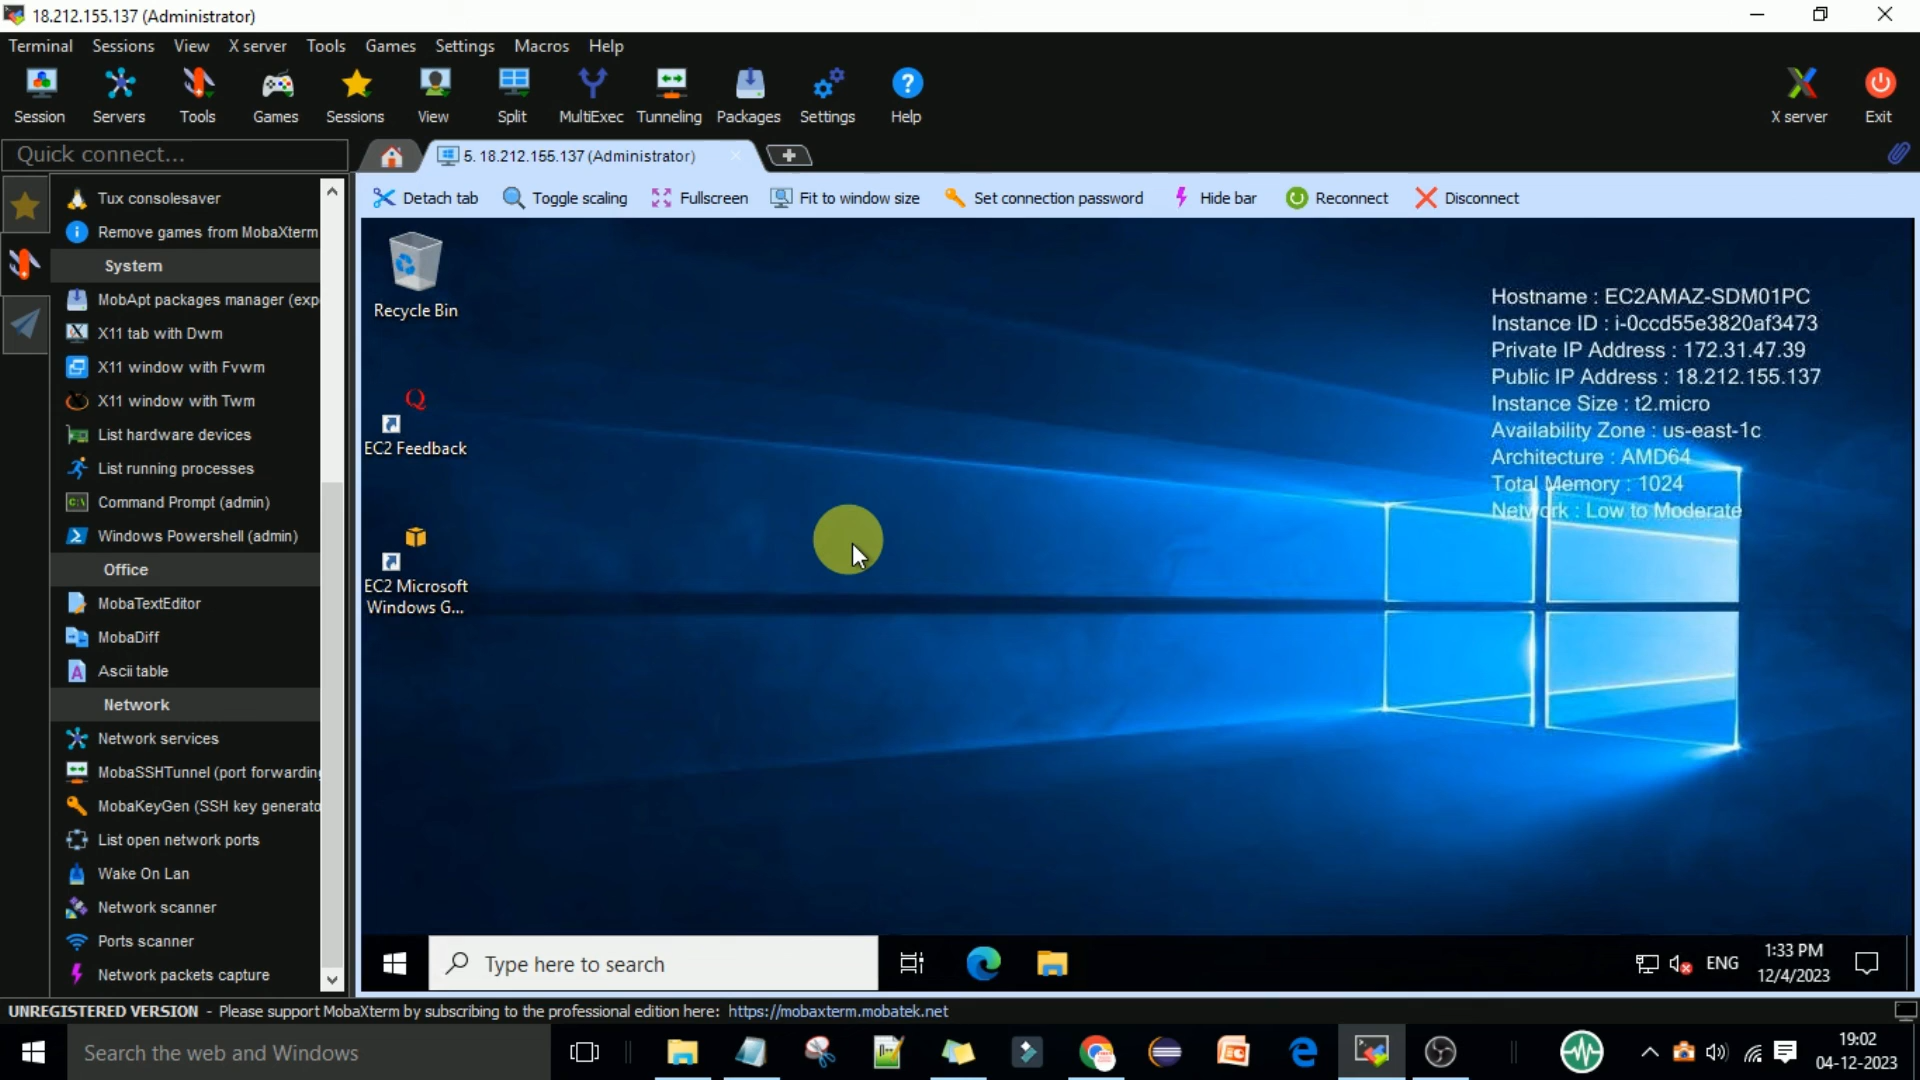 18.212.155.137 (Administrator)
Terminal Sessions View X server Tools Games Settings Macros Help
Session Servers Tools Games Sessions View Split MultiExec Tunneling Packages Settings Help X server Exit
Quick connect...
5. 18.212.155.137 (Administrator)
Detach tab Toggle scaling Fullscreen Fit to window size Set connection password Hide bar Reconnect Disconnect
Tux consolesaver
Remove games from MobaXterm
System
MobApt packages manager (exp
X11 tab with Dwm
X11 window with Fvwm
X11 window with Twm
List hardware devices
List running processes
Command Prompt (admin)
Windows Powershell (admin)
Office
MobaTextEditor
MobaDiff
Ascii table
Network
Network services
MobaSSHTunnel (port forwarding
MobaKeyGen (SSH key generato
List open network ports
Wake On Lan
Network scanner
Ports scanner
Network packets capture
Recycle Bin
EC2 Feedback
EC2 Microsoft
Windows G...
Hostname : EC2AMAZ-SDM01PC
Instance ID : i-0ccd55e3820af3473
Private IP Address : 172.31.47.39
Public IP Address : 18.212.155.137
Instance Size : t2.micro
Availability Zone : us-east-1c
Architecture : AMD64
Total Memory : 1024
Network : Low to Moderate
Type here to search
ENG
1:33 PM
12/4/2023
UNREGISTERED VERSION - Please support MobaXterm by subscribing to the professional edition here: https://mobaxterm.mobatek.net
Search the web and Windows
19:02
04-12-2023